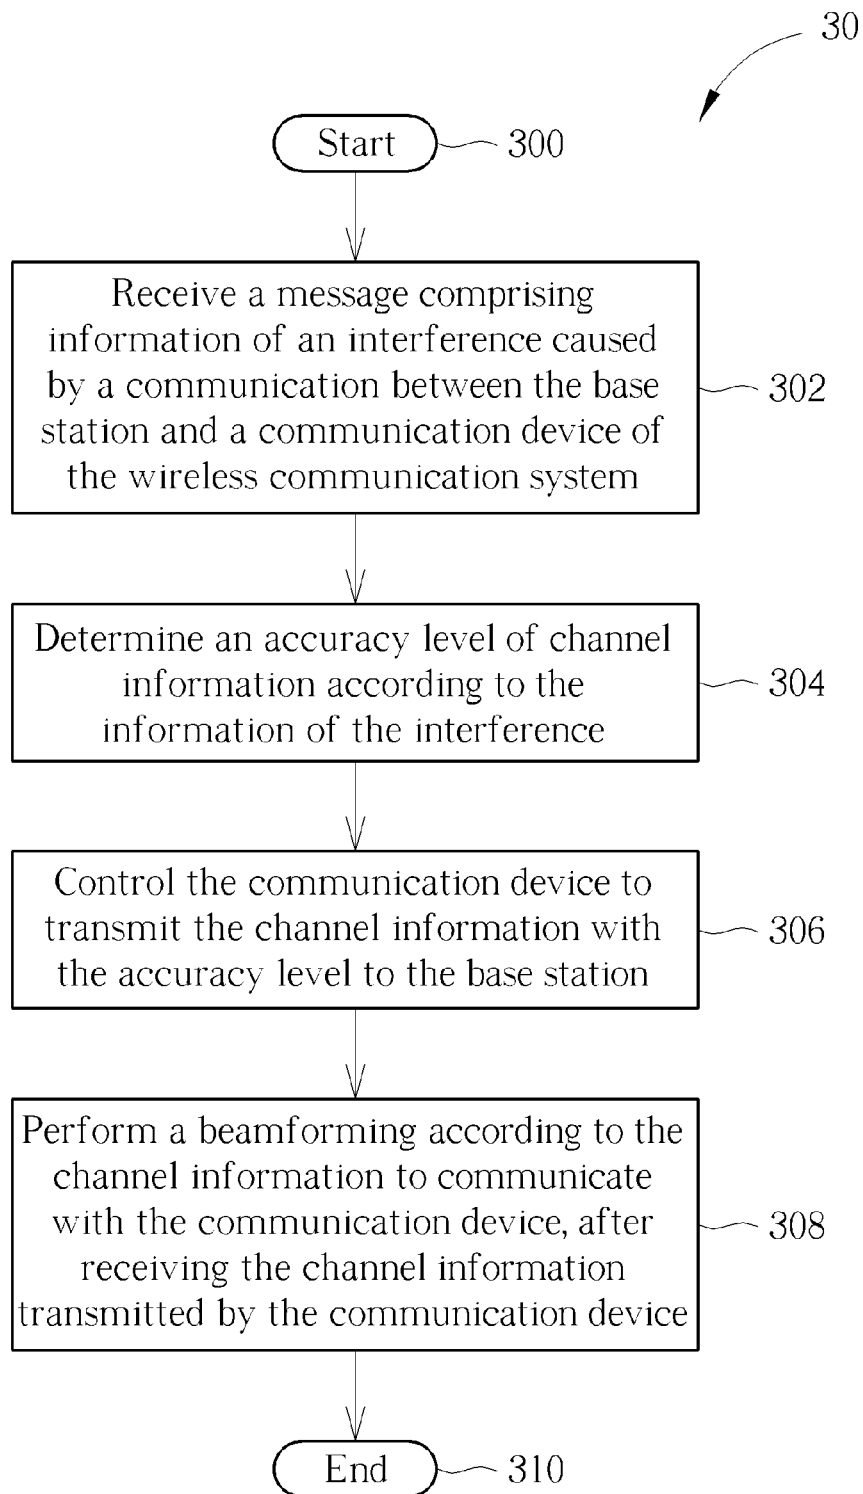 30
Start
300
Receive a message comprising
information of an interference caused
by a communication between the base
station and a communication device of
the wireless communication system
302
Determine an accuracy level of channel
information according to the
information of the interference
304
Control the communication device to
transmit the channel information with
the accuracy level to the base station
306
Perform a beamforming according to the
channel information to communicate
with the communication device, after
receiving the channel information
transmitted by the communication device
308
End
310